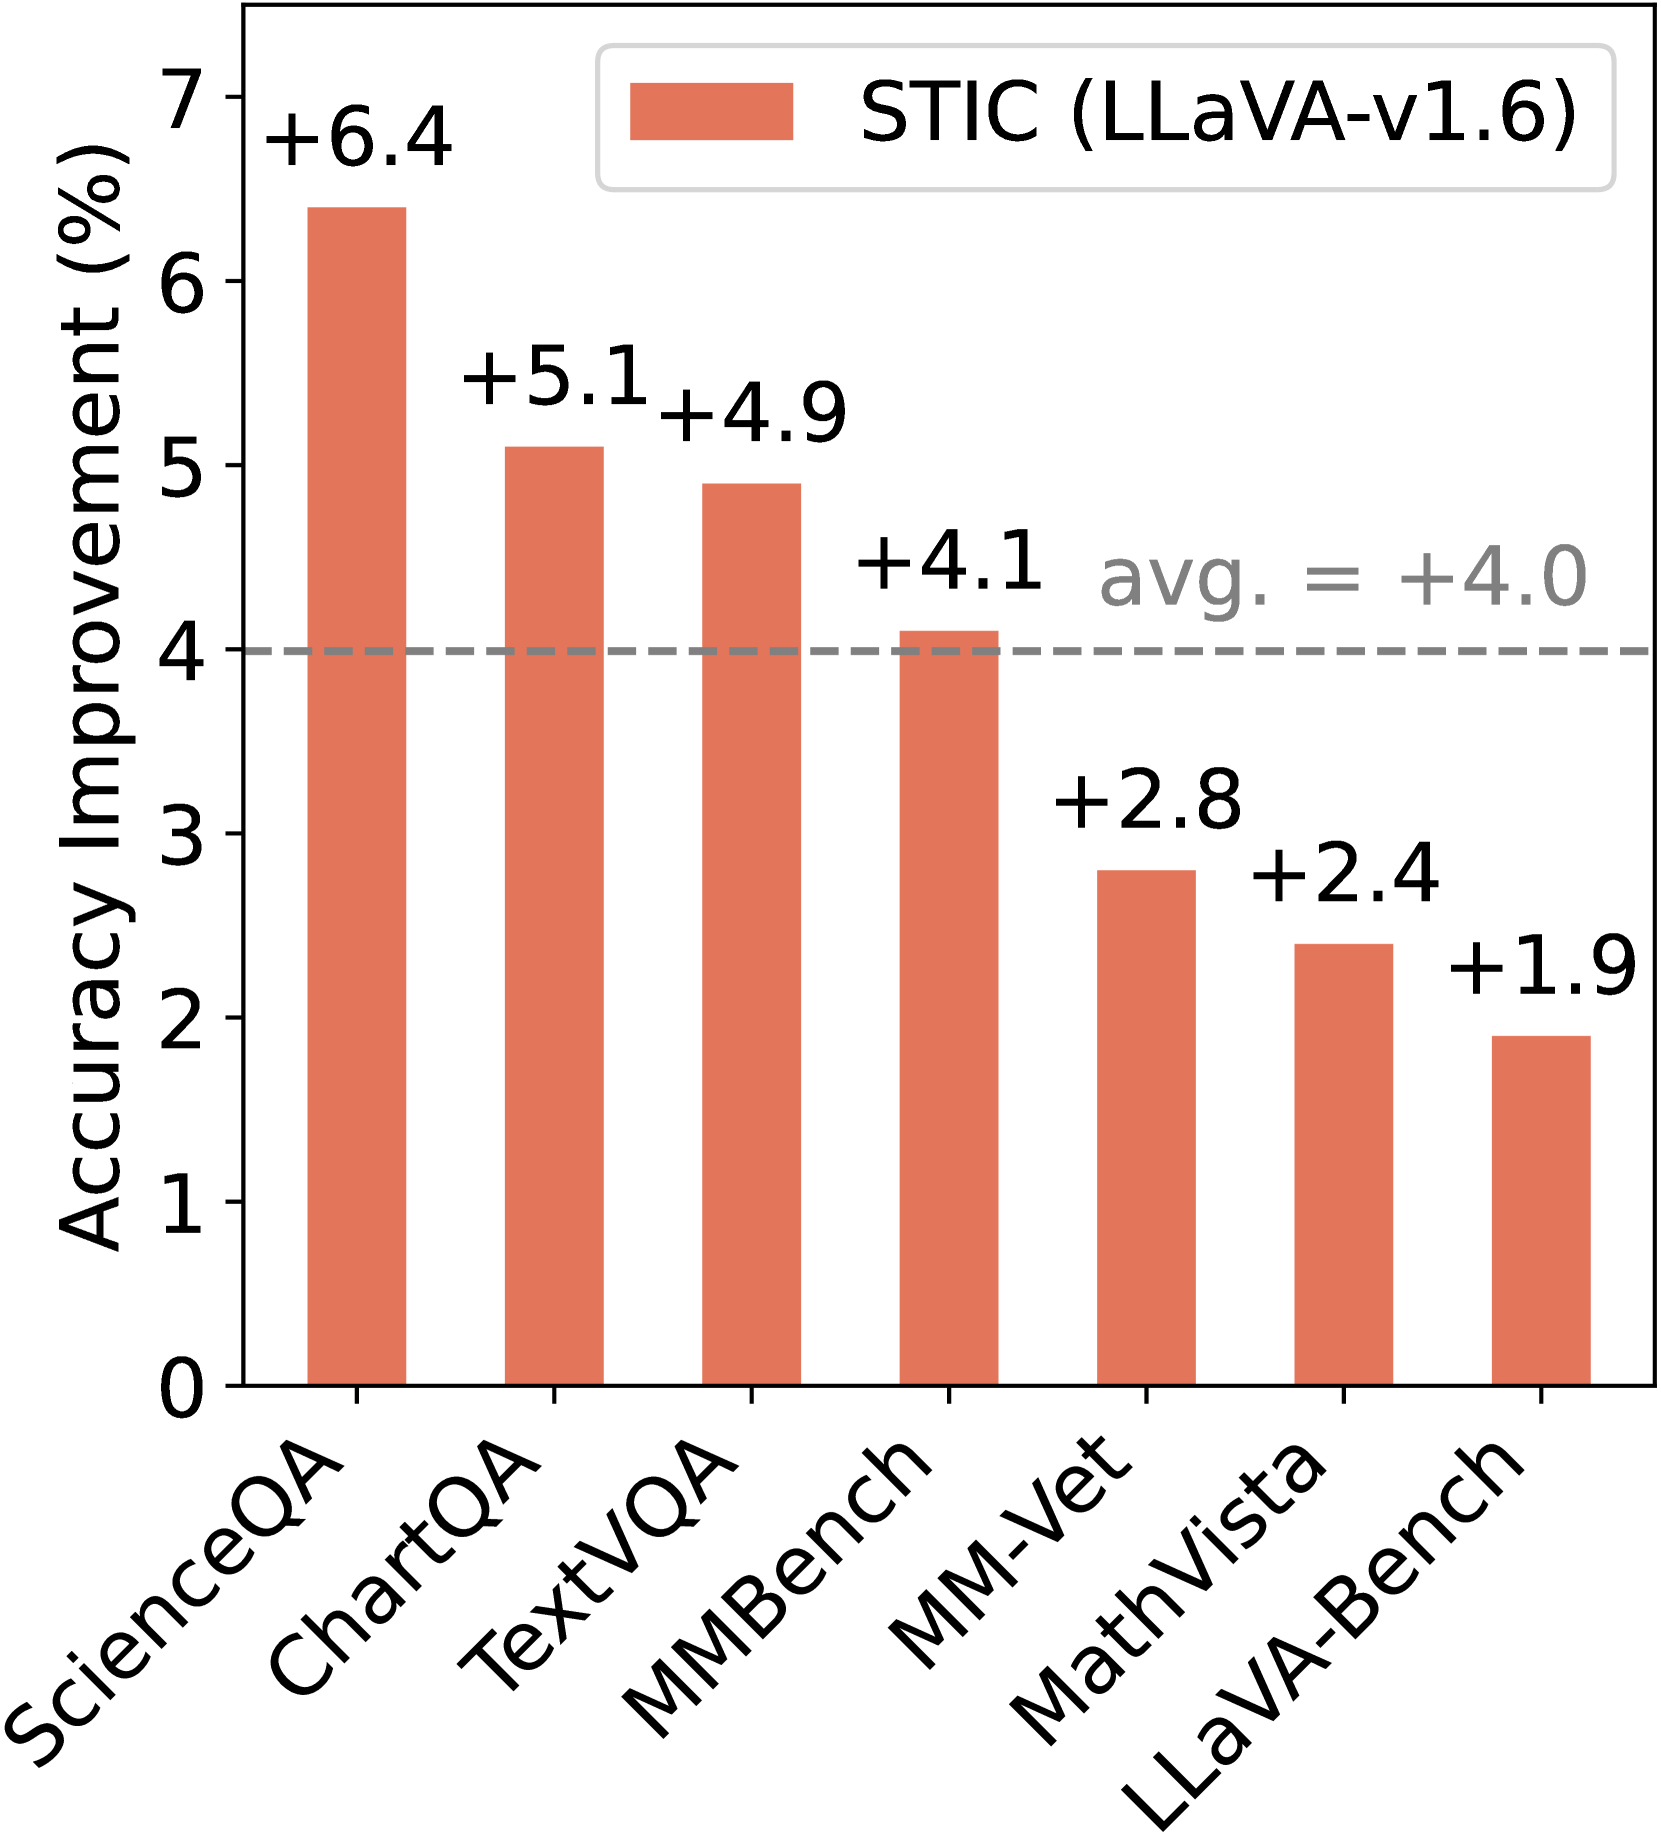 STIC (LLaVA-v1.6)
Accuracy Improvement (%)
7
6
5
4
3
2
1
0
+6.4
+5.1
+4.9
+4.1
+2.8
+2.4
+1.9
avg. = +4.0
ScienceQA
ChartQA
TextVQA
MMBench
MM-Vet
MathVista
LLaVA-Bench